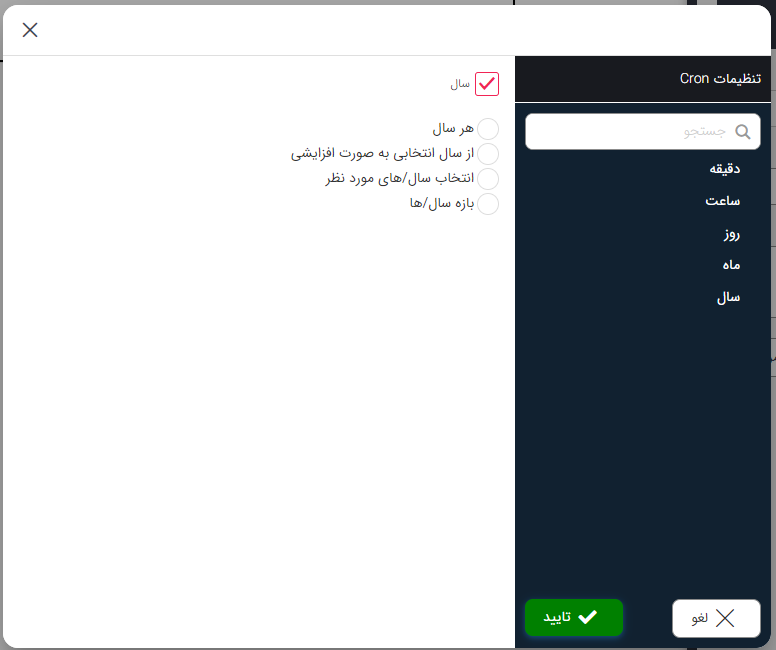 تنظیمات Cron
جستجو
دقیقه
ساعت
روز
ماه
سال
لغو
تایید
سال
هر سال
از سال انتخابی به صورت افزایشی
انتخاب سال/های مورد نظر
بازه سال/ها